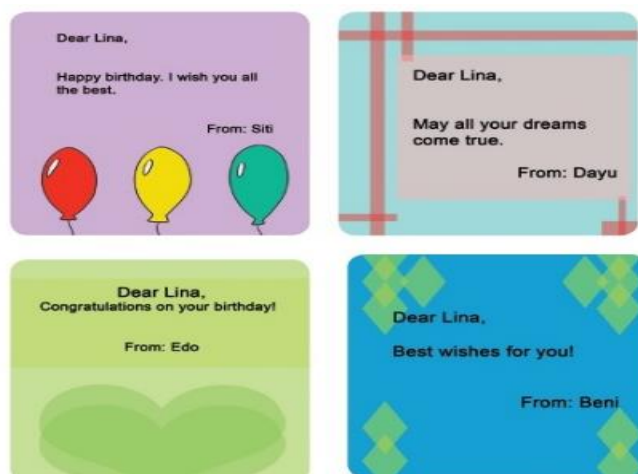 Dear Lina,
Happy birthday. I wish you all
the best.
From: Siti
Dear Lina,
May all your dreams
come true.
From: Dayu
Dear Lina,
Congratulations on your birthday!
From: Edo
Dear Lina,
Best wishes for you!
From: Beni